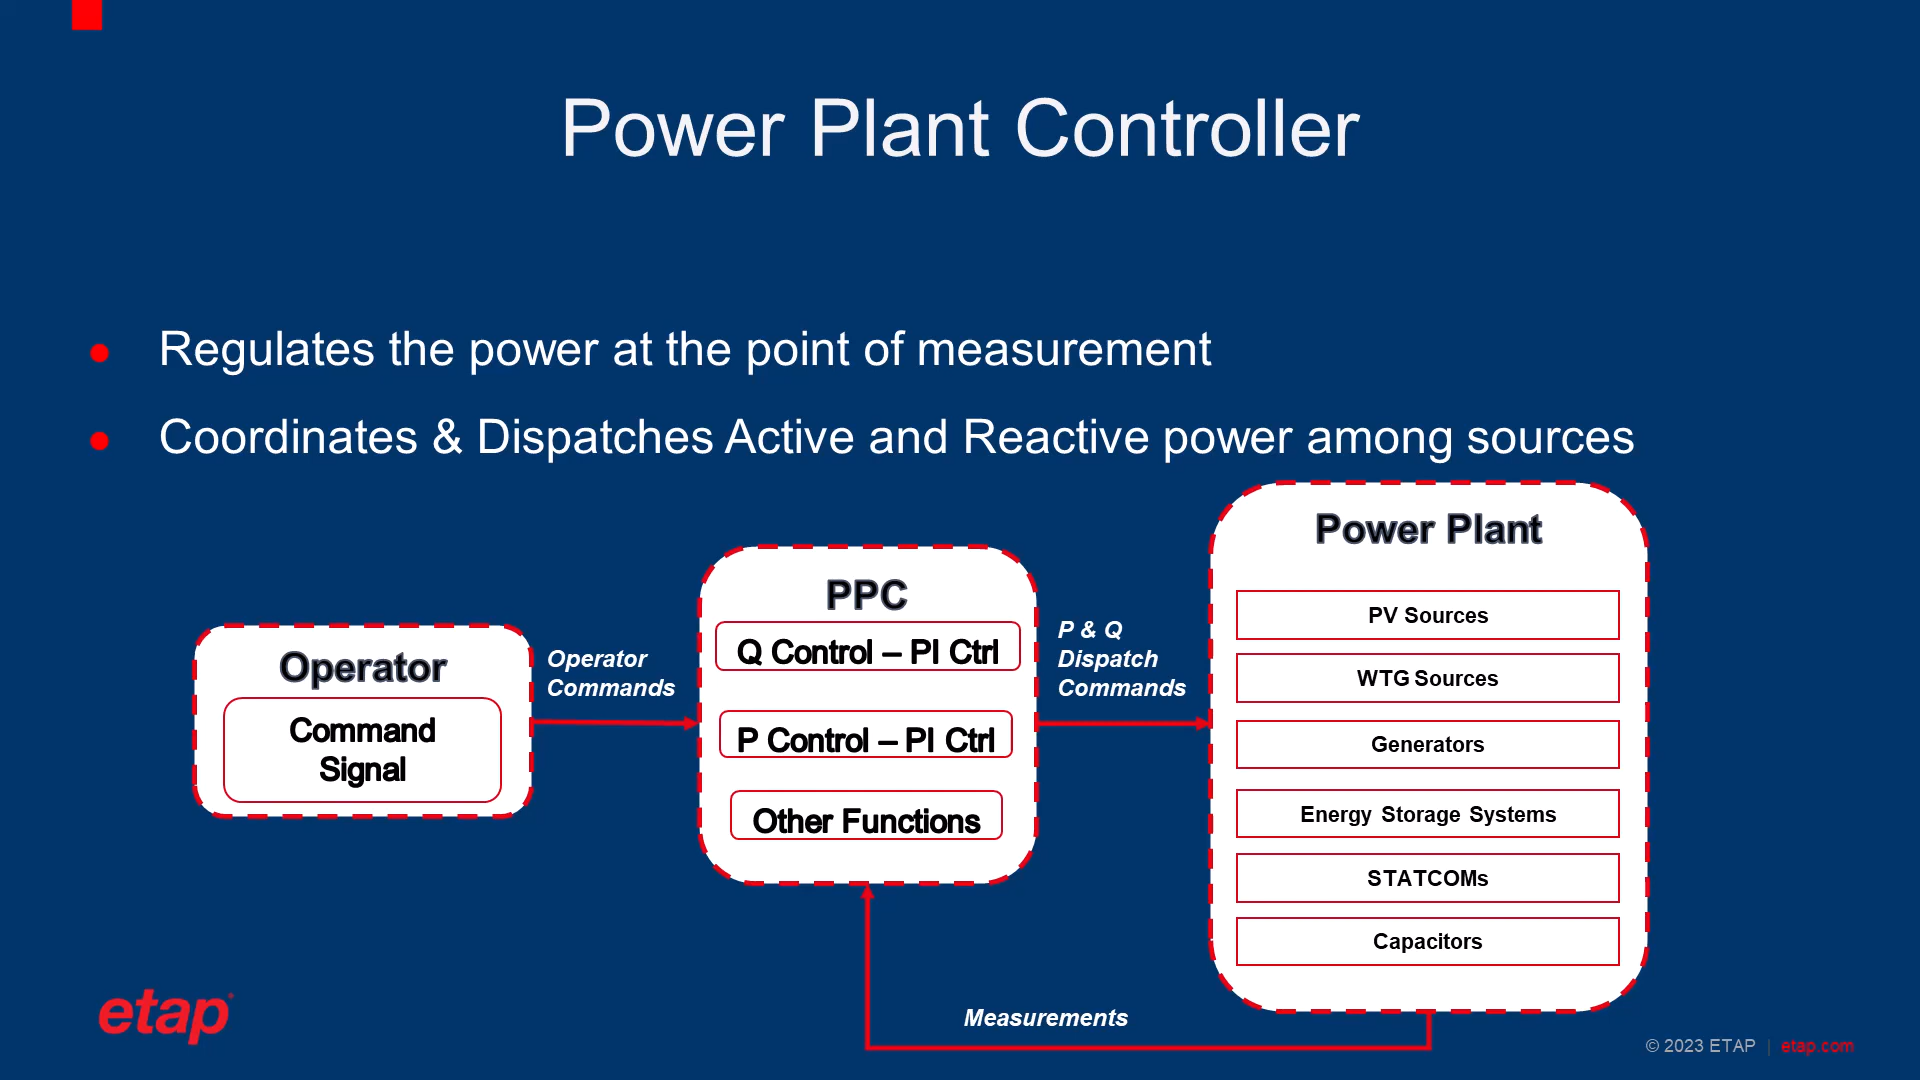 Power Plant Controller
Regulates the power at the point of measurement
Coordinates & Dispatches Active and Reactive power among sources
Operator
Command
Signal
Operator
Commands
PPC
Q Control – PI Ctrl
P Control – PI Ctrl
Other Functions
P & Q
Dispatch
Commands
Power Plant
PV Sources
WTG Sources
Generators
Energy Storage Systems
STATCOMs
Capacitors
Measurements
etap
© 2023 ETAP | etap.com